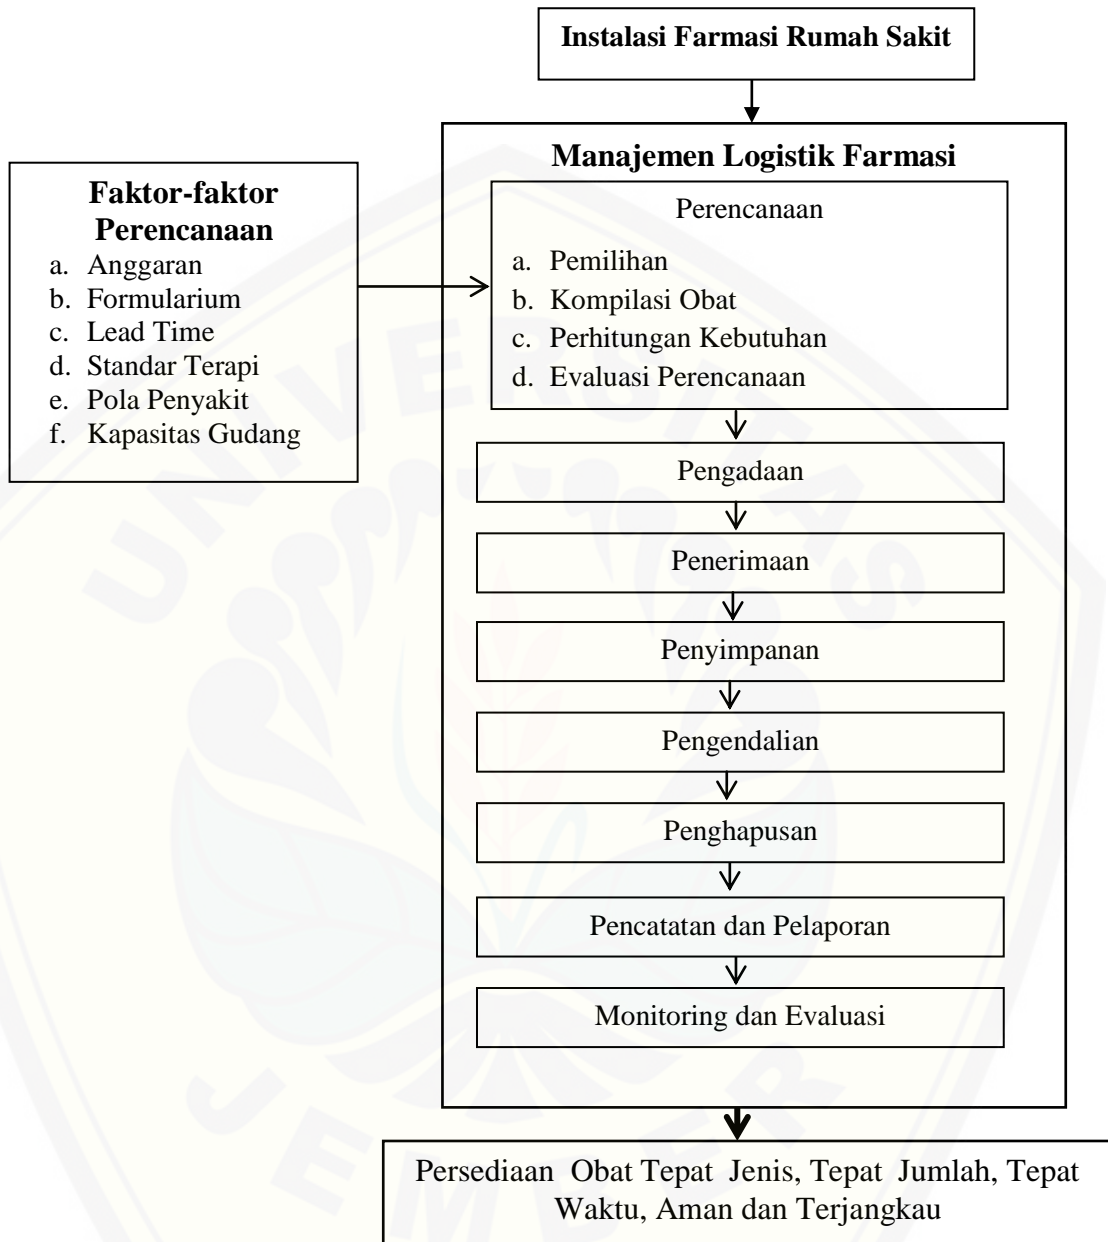 Instalasi Farmasi Rumah Sakit
Manajemen Logistik Farmasi
Faktor-faktor
Perencanaan
a. Anggaran
b. Formularium
c. Lead Time
d. Standar Terapi
e. Pola Penyakit
f. Kapasitas Gudang
Perencanaan
a. Pemilihan
b. Kompilasi Obat
c. Perhitungan Kebutuhan
d. Evaluasi Perencanaan
Pengadaan
Penerimaan
Penyimpanan
Pengendalian
Penghapusan
Pencatatan dan Pelaporan
Monitoring dan Evaluasi
Persediaan Obat Tepat Jenis, Tepat Jumlah, Tepat
Waktu, Aman dan Terjangkau
UNIVERSITAS
JEMBER